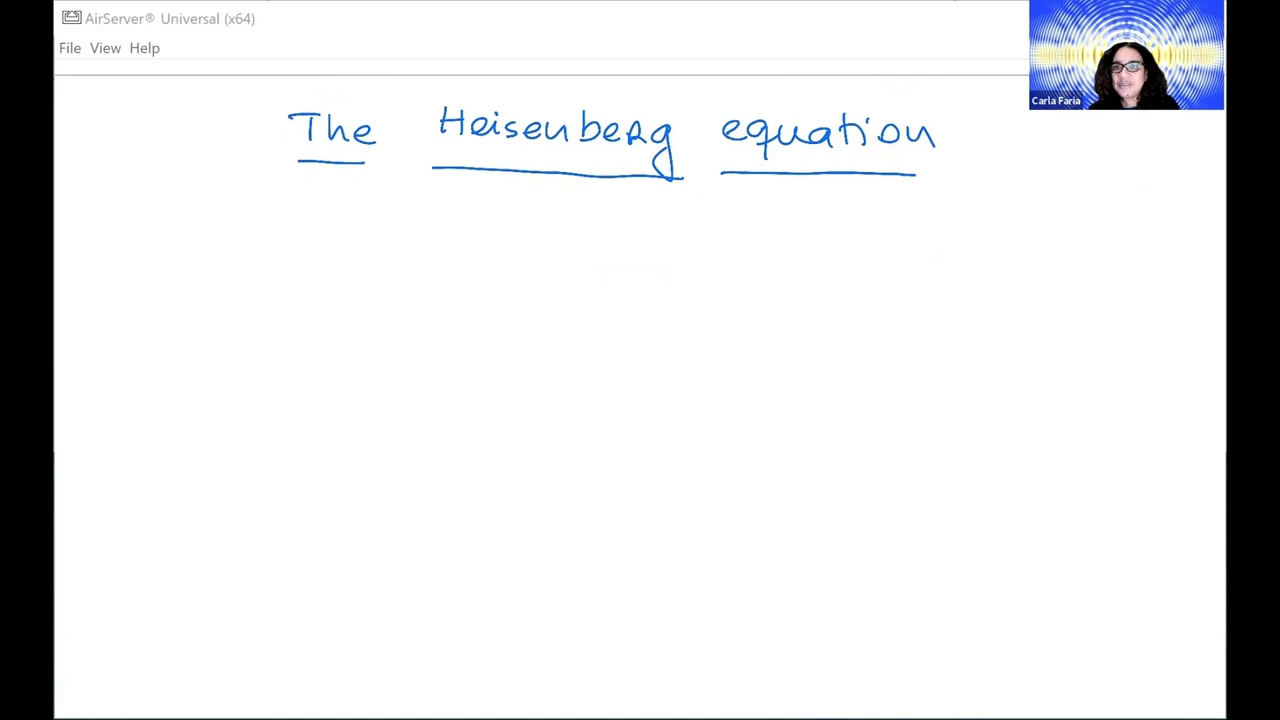 AirServer® Universal (x64)
File View Help
Carla Faria
The Heisenberg equation